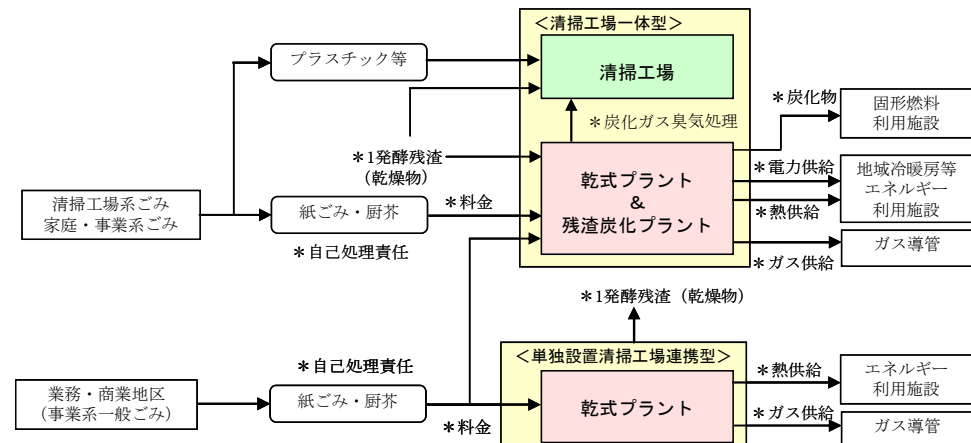 ＜清掃工場一体型＞
プラスチック等
清掃工場
＊炭化物
固形燃料
利用施設
＊炭化ガス臭気処理
＊1発酵残渣
（乾燥物）
乾式プラント
＆
残渣炭化プラント
＊電力供給
＊熱供給
地域冷暖房等
エネルギー
利用施設
清掃工場系ごみ
家庭・事業系ごみ
紙ごみ・厨芥
＊料金
＊自己処理責任
＊ガス供給
ガス導管
＊1発酵残渣（乾燥物）
＜単独設置清掃工場連携型＞
＊自己処理責任
業務・商業地区
（事業系一般ごみ）
紙ごみ・厨芥
＊料金
乾式プラント
＊熱供給
エネルギー
利用施設
＊ガス供給
ガス導管